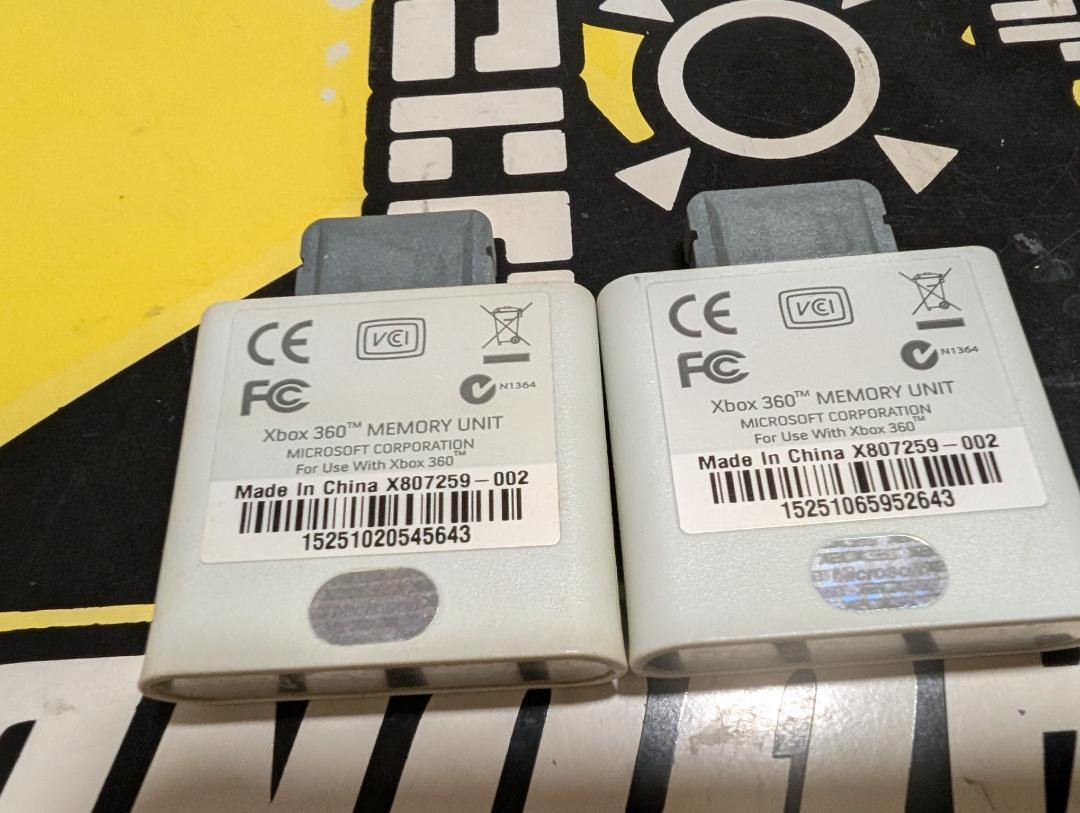 CE VCI
FC N1364
Xbox 360™ MEMORY UNIT
MICROSOFT CORPORATION
For Use With Xbox 360™
Made In China X807259-002
15251020545643
Microsoft
CE VCI
FC N1364
Xbox 360™ MEMORY UNIT
MICROSOFT CORPORATION
For Use With Xbox 360™
Made In China X807259-002
15251065952643
Microsoft